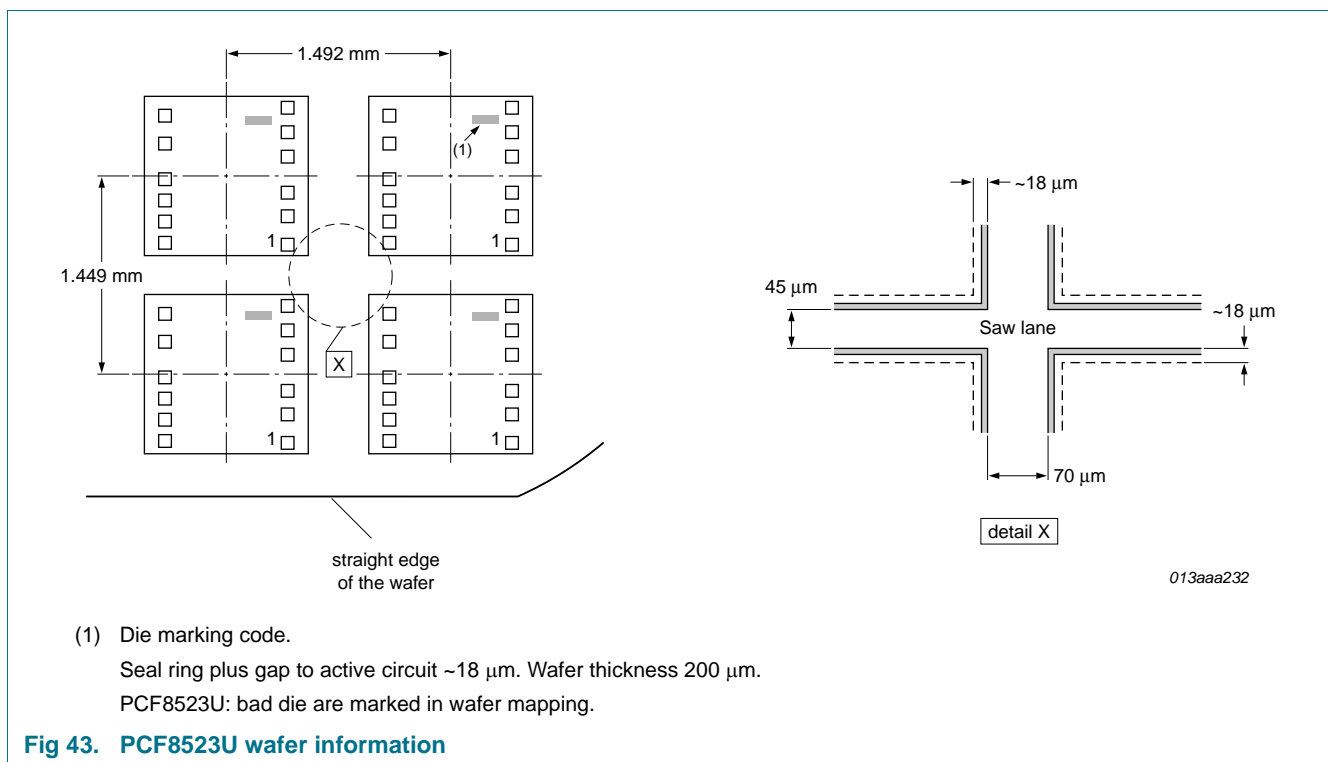 1.492 mm
(1)
1
1
1.449 mm
X
1
1
straight edge
of the wafer
~18 μm
45 μm
~18 μm
Saw lane
70 μm
detail X
013aaa232
(1) Die marking code.
Seal ring plus gap to active circuit ~18 μm. Wafer thickness 200 μm.
PCF8523U: bad die are marked in wafer mapping.
Fig 43. PCF8523U wafer information